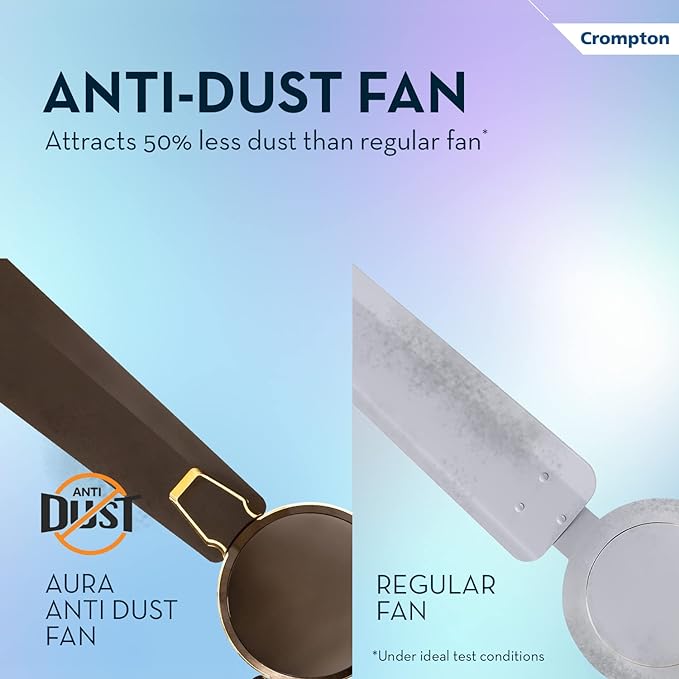 Crompton
ANTI-DUST FAN
Attracts 50% less dust than regular fan*
ANTI
DUST
AURA
ANTI DUST
FAN
REGULAR
FAN
*Under ideal test conditions